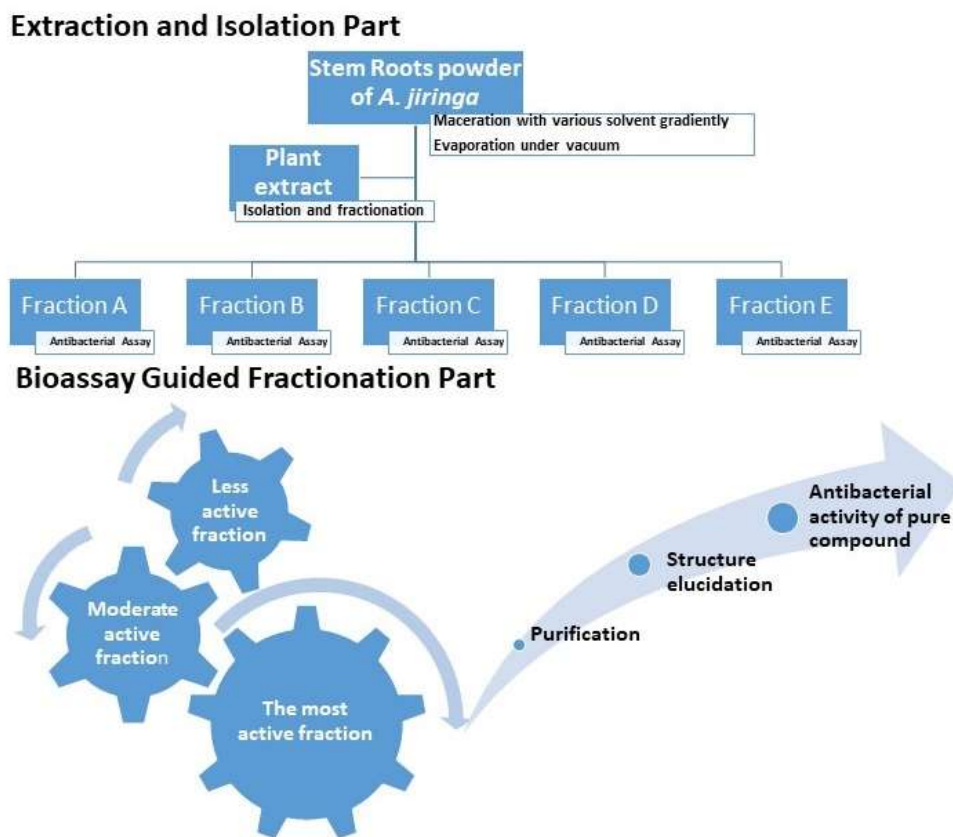 Extraction and Isolation Part
Stem Roots powder
of A. jiringa
Maceration with various solvent gradiently
Evaporation under vacuum
Plant
extract
Isolation and fractionation
Fraction A
Antibacterial Assay
Fraction B
Antibacterial Assay
Fraction C
Antibacterial Assay
Fraction D
Antibacterial Assay
Fraction E
Antibacterial Assay
Bioassay Guided Fractionation Part
Less
active
fraction
Moderate
active
fraction
The most
active fraction
Purification
Structure
elucidation
Antibacterial
activity of pure
compound